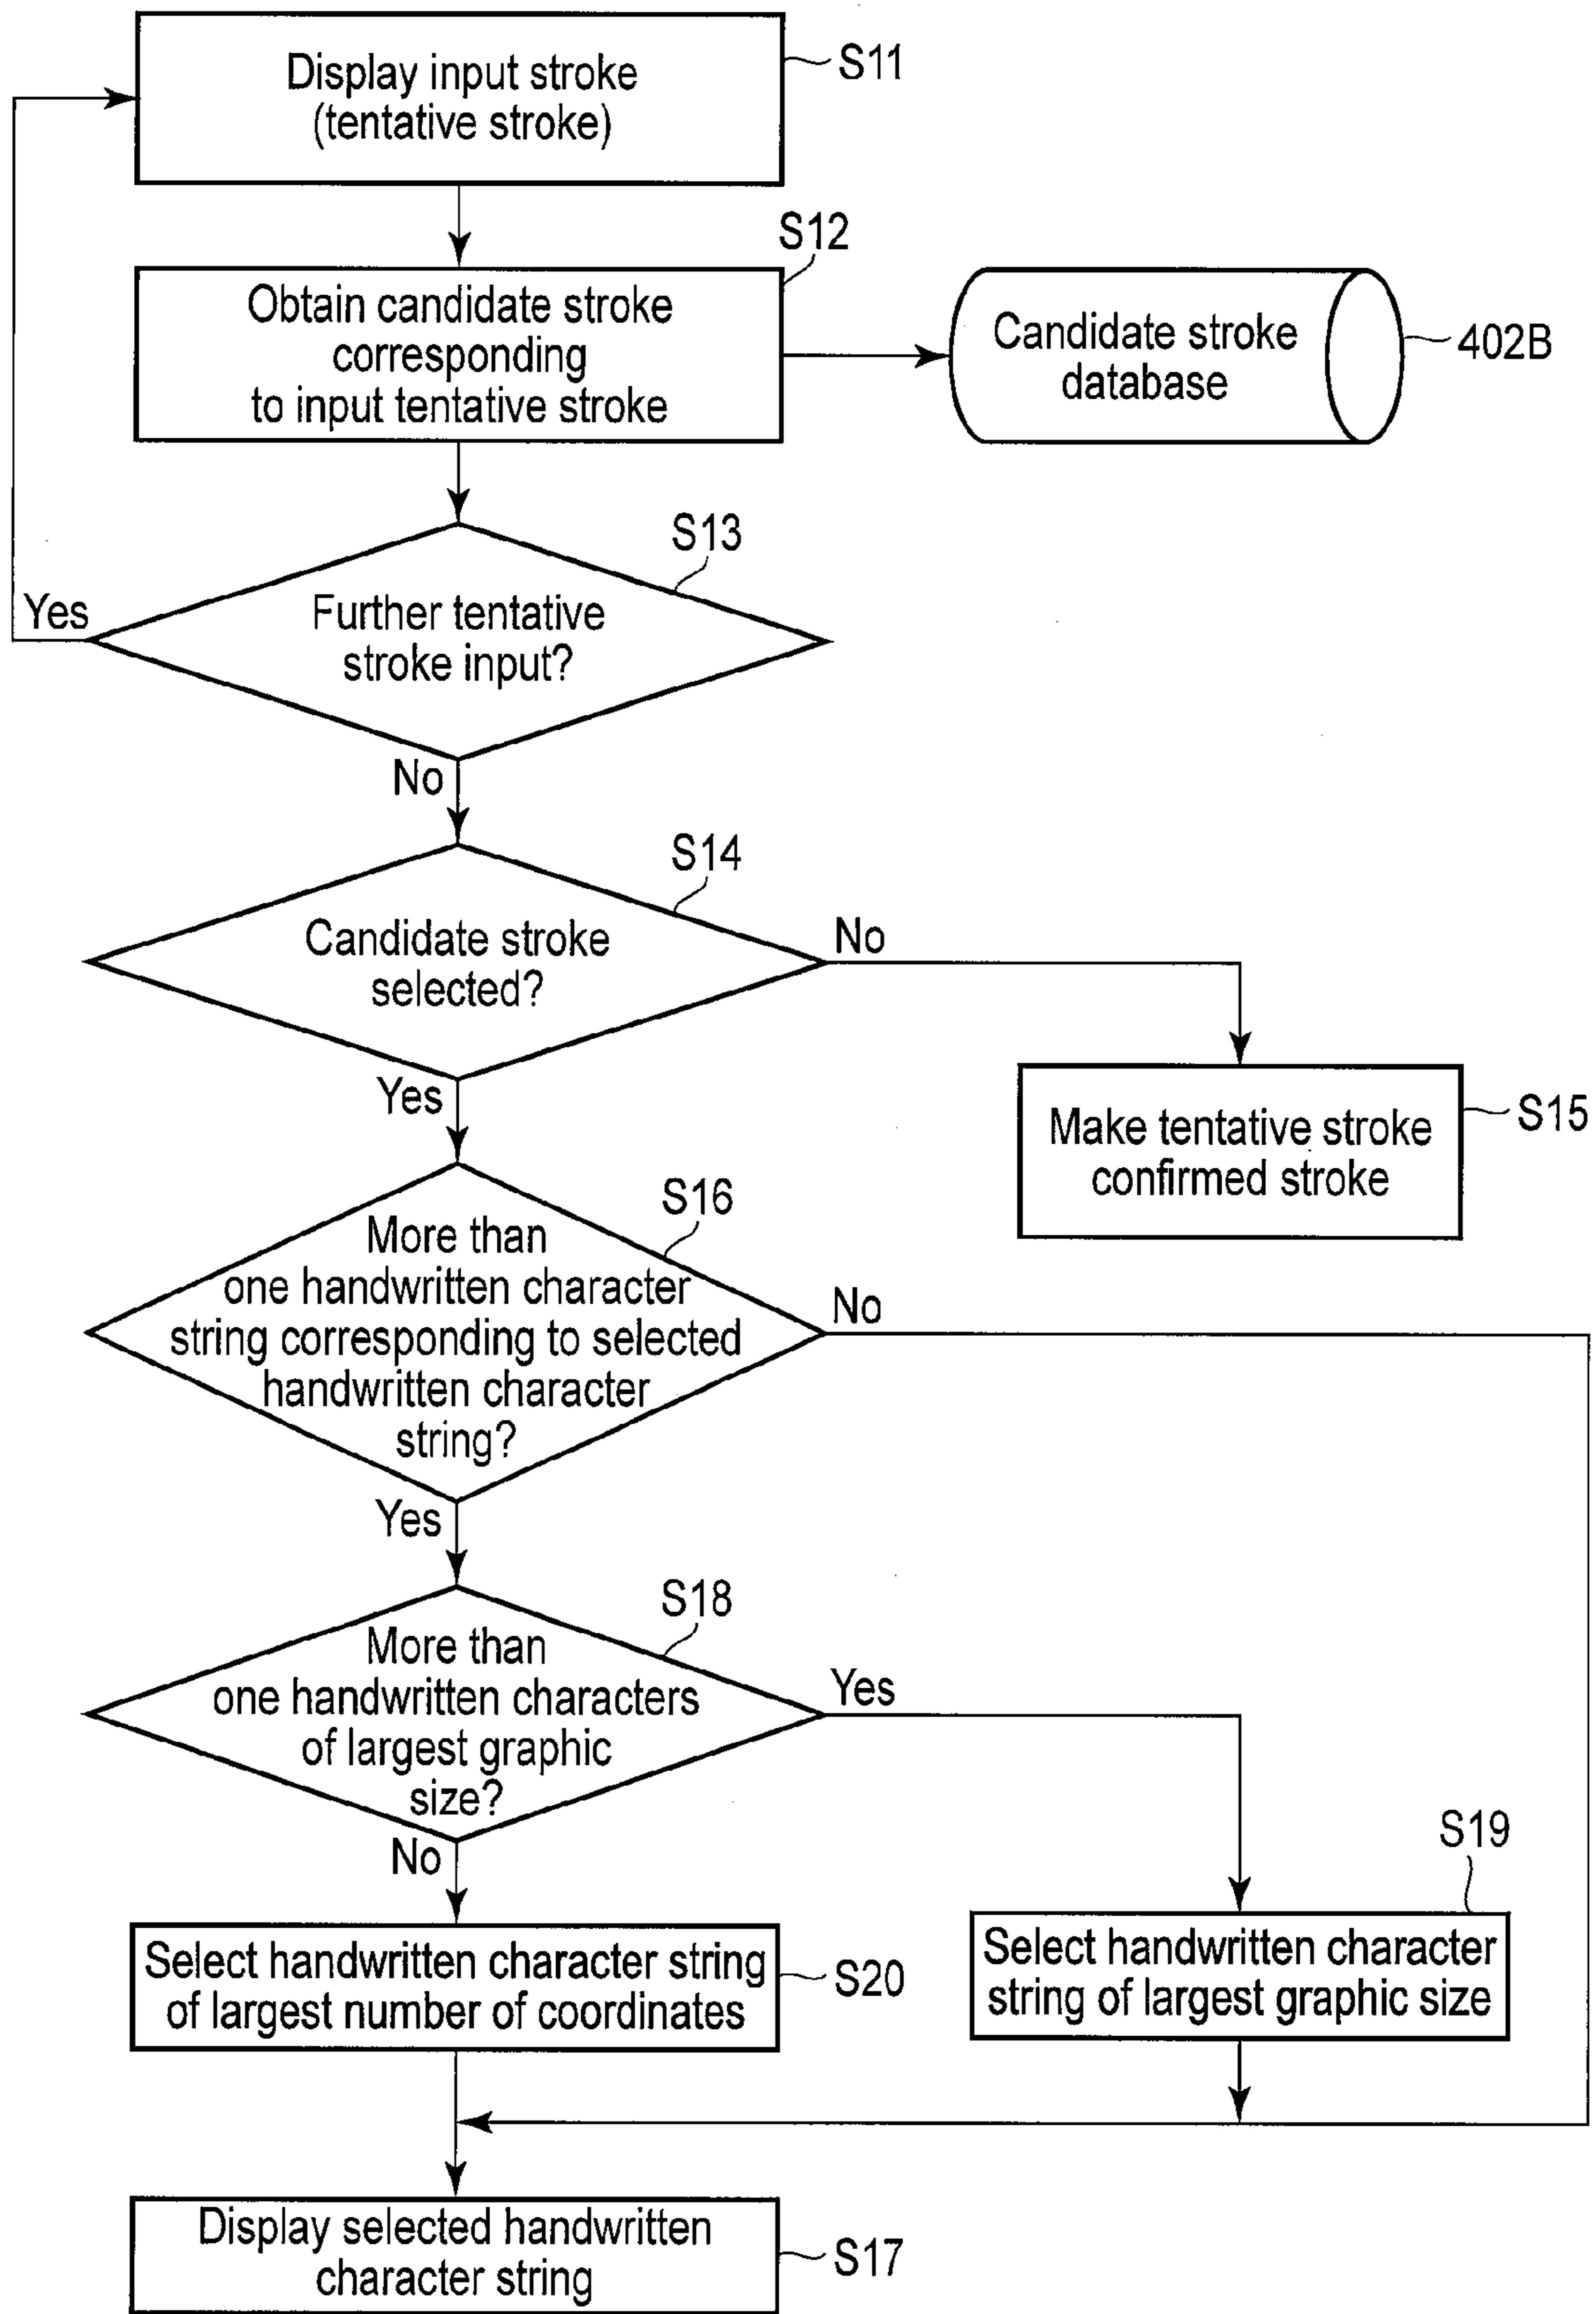 Display input stroke
(tentative stroke)
S11
S12
Obtain candidate stroke
corresponding
to input tentative stroke
Candidate stroke
database
402B
S13
Further tentative
stroke input?
Yes
No
S14
Candidate stroke
selected?
No
Yes
Make tentative stroke
confirmed stroke
S15
S16
More than
one handwritten character
string corresponding to selected
handwritten character
string?
No
Yes
S18
More than
one handwritten characters
of largest graphic
size?
Yes
No
S19
Select handwritten character string
of largest number of coordinates
S20
Select handwritten character
string of largest graphic size
Display selected handwritten
character string
S17